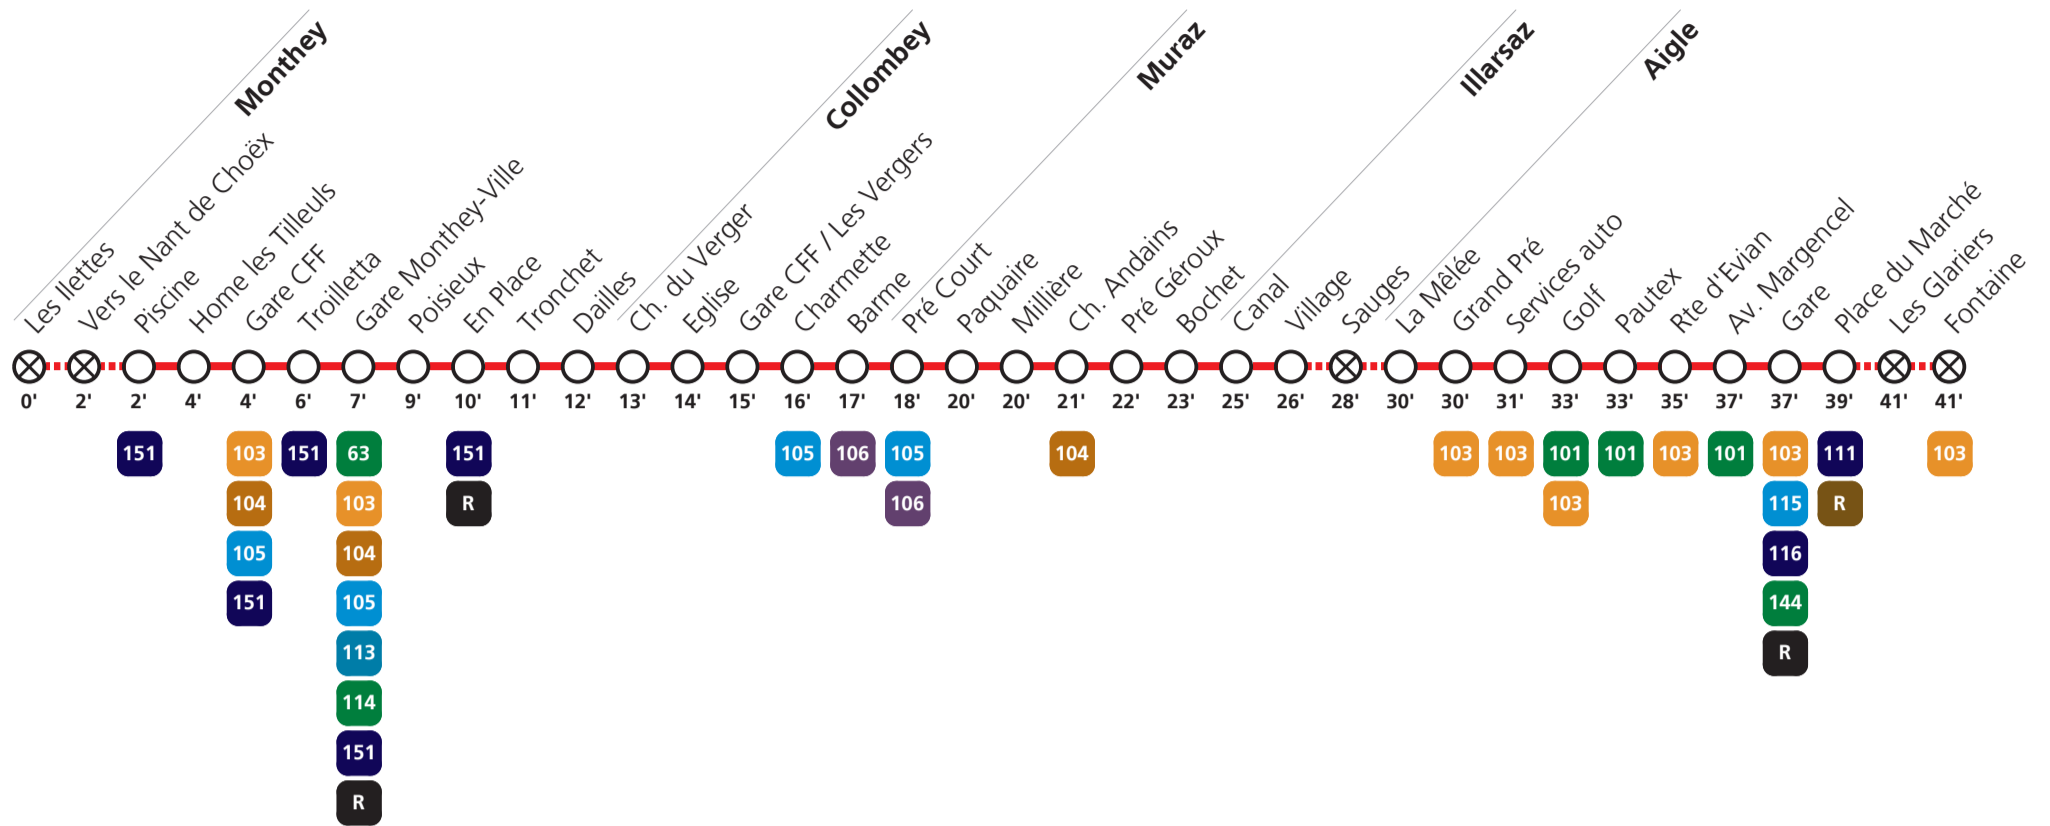 Monthey
Collombey
Muraz
Illarsaz
Aigle
Les Ilettes
Vers le Nant de Choëx
Piscine
Home les Tilleuls
Gare CFF
Troilletta
Gare Monthey-Ville
Poisieux
En Place
Tronchet
Dailles
Ch. du Verger
Eglise
Gare CFF / Les Vergers
Charmette
Barme
Pré Court
Paquaire
Millière
Ch. Andains
Pré Géroux
Bochet
Canal
Village
Sauges
La Mêlée
Grand Pré
Services auto
Golf
Pautex
Rte d'Evian
Av. Margencel
Gare
Place du Marché
Les Glariers
Fontaine
0' 2' 2' 4' 4' 6' 7' 9' 10' 11' 12' 13' 14' 15' 16' 17' 18' 20' 20' 21' 22' 23' 25' 26' 28' 30' 30' 31' 33' 33' 35' 37' 37' 39' 41' 41'
151 103 151 63 151 105 106 105 104 103 103 101 101 103 101 103 111 103
104 103 R 106 103 115 R
105 104 116
151 105 144
113 R
114
151
R